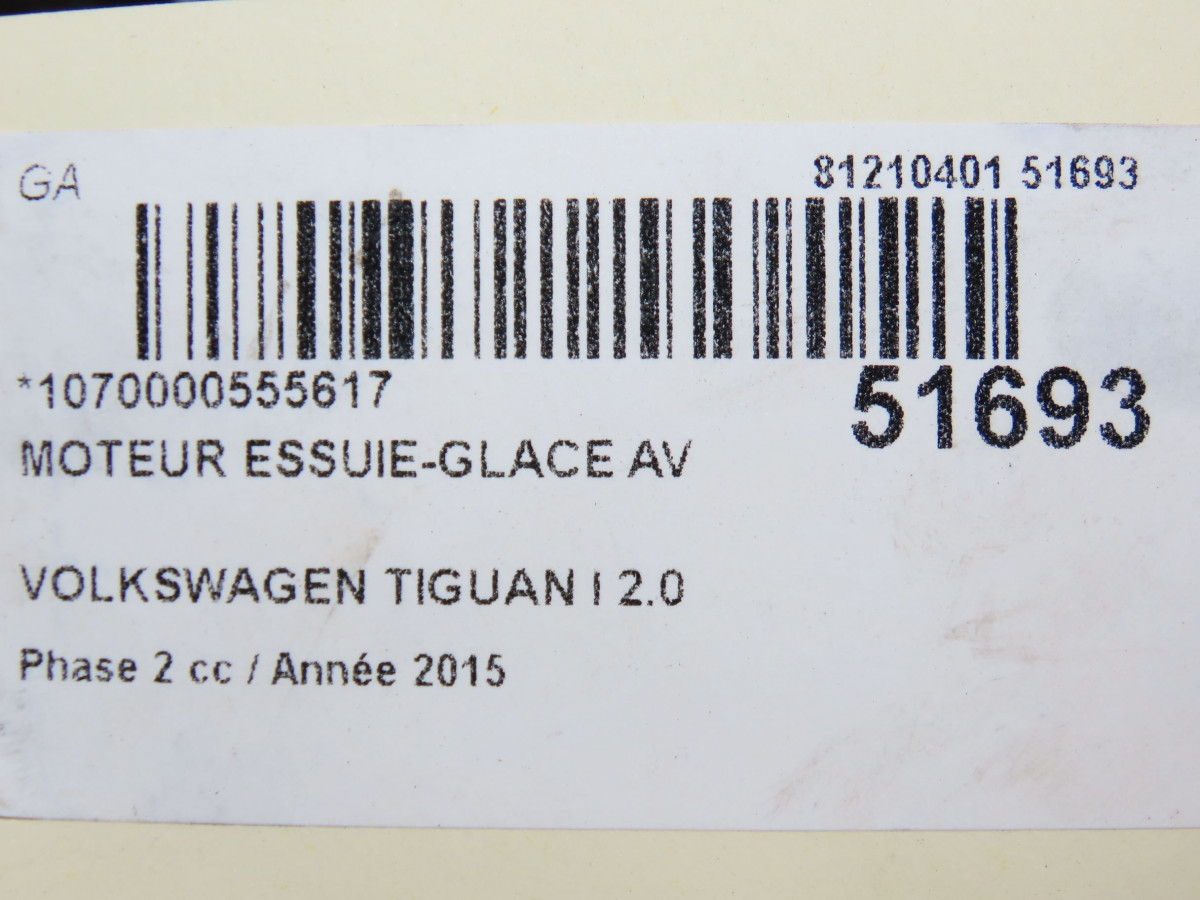 GA
81210401 51693
*1070000555617
51693
MOTEUR ESSUIE-GLACE AV
VOLKSWAGEN TIGUAN I 2.0
Phase 2 cc / Année 2015